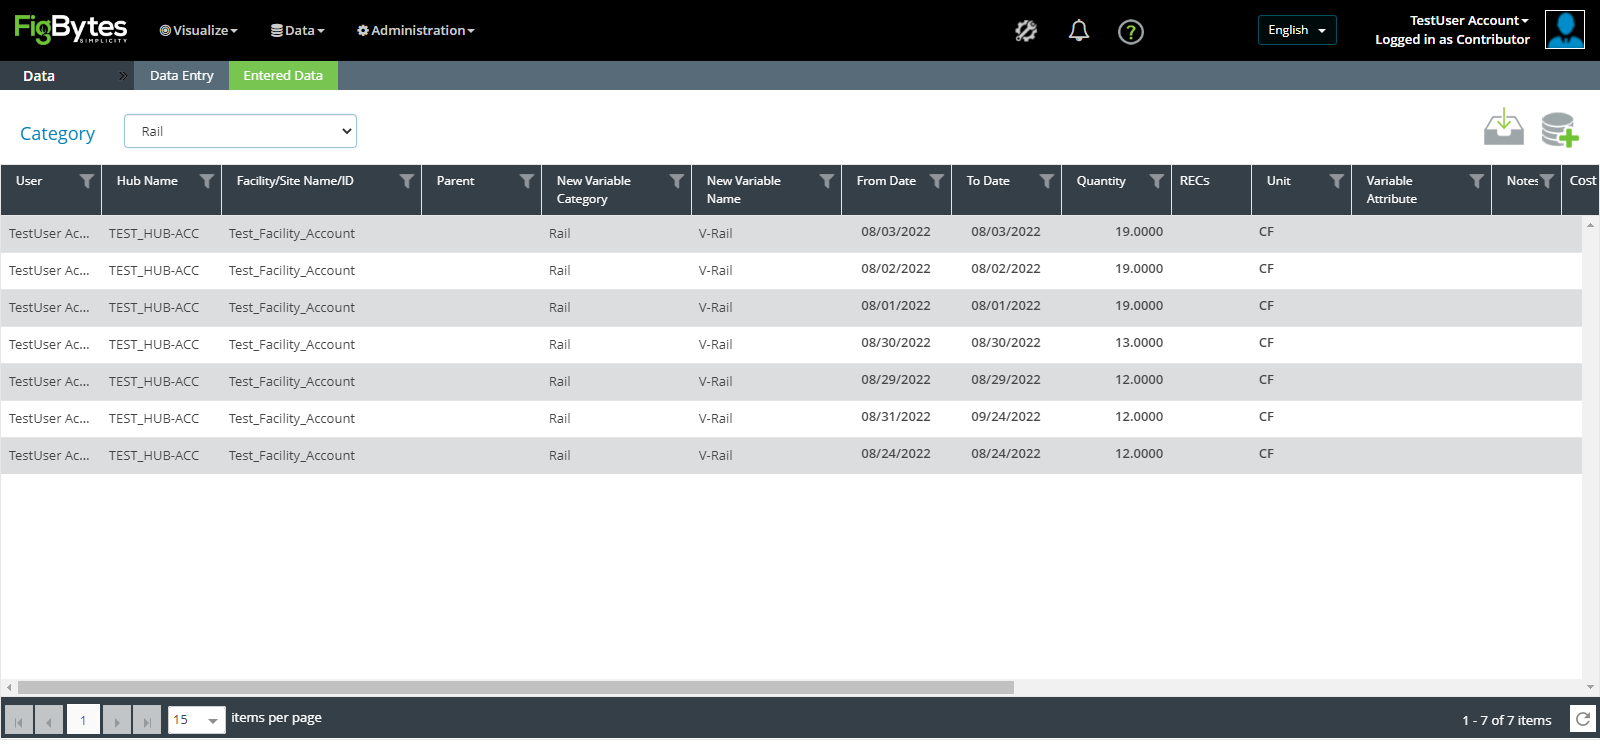 FigBytes
SIMPLICITY
Visualize
Data
Administration
?
English
TestUser Account
Logged in as Contributor
Data
Data Entry
Entered Data
Category
Rail
User
Hub Name
Facility/Site Name/ID
Parent
New Variable
Category
New Variable
Name
From Date
To Date
Quantity
RECs
Unit
Variable
Attribute
Notes
Cost
TestUser Ac... TEST_HUB-ACC Test_Facility_Account Rail V-Rail 08/03/2022 08/03/2022 19.0000 CF
TestUser Ac... TEST_HUB-ACC Test_Facility_Account Rail V-Rail 08/02/2022 08/02/2022 19.0000 CF
TestUser Ac... TEST_HUB-ACC Test_Facility_Account Rail V-Rail 08/01/2022 08/01/2022 19.0000 CF
TestUser Ac... TEST_HUB-ACC Test_Facility_Account Rail V-Rail 08/30/2022 08/30/2022 13.0000 CF
TestUser Ac... TEST_HUB-ACC Test_Facility_Account Rail V-Rail 08/29/2022 08/29/2022 12.0000 CF
TestUser Ac... TEST_HUB-ACC Test_Facility_Account Rail V-Rail 08/31/2022 09/24/2022 12.0000 CF
TestUser Ac... TEST_HUB-ACC Test_Facility_Account Rail V-Rail 08/24/2022 08/24/2022 12.0000 CF
1
15
items per page
1 - 7 of 7 items